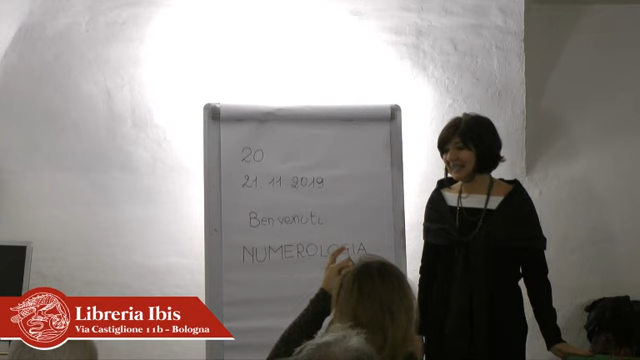 20
21. 11. 2019
Benvenuti
NUMEROLOGIA
Libreria Ibis
Via Castiglione 11b - Bologna